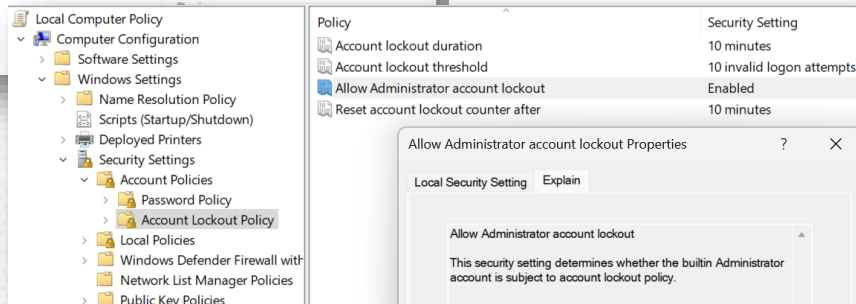 Local Computer Policy
Computer Configuration
Software Settings
Windows Settings
Name Resolution Policy
Scripts (Startup/Shutdown)
Deployed Printers
Security Settings
Account Policies
Password Policy
Account Lockout Policy
Local Policies
Windows Defender Firewall with
Network List Manager Policies
Public Key Policies
Policy Security Setting
Account lockout duration 10 minutes
Account lockout threshold 10 invalid logon attempts
Allow Administrator account lockout Enabled
Reset account lockout counter after 10 minutes
Allow Administrator account lockout Properties ?
Local Security Setting Explain
Allow Administrator account lockout
This security setting determines whether the builtin Administrator
account is subject to account lockout policy.